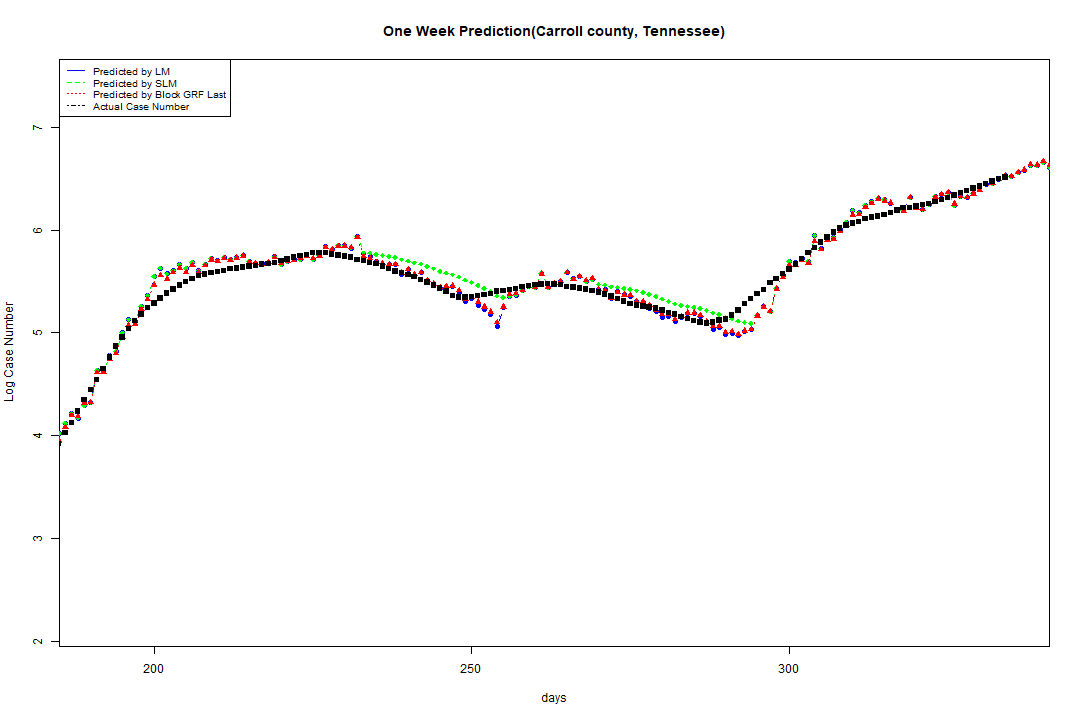 One Week Prediction(Carroll county, Tennessee)
Predicted by LM
Predicted by SLM
Predicted by Block GRF Last
Actual Case Number
7
6
5
4
3
2
Log Case Number
200
250
300
days